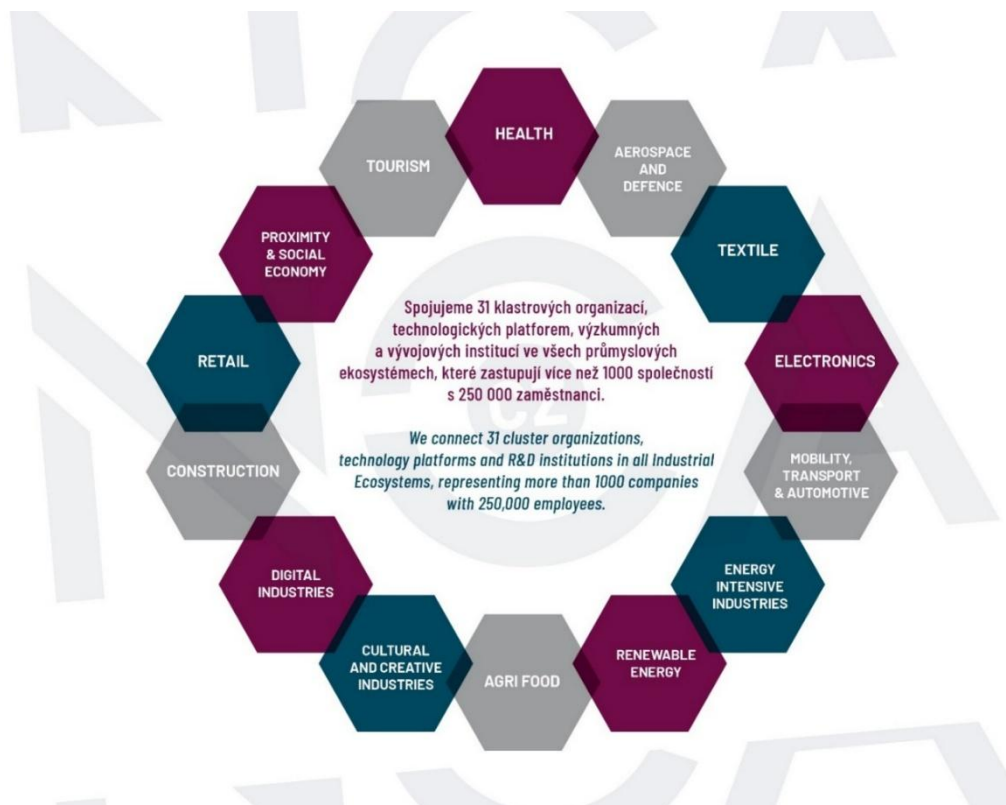 HEALTH
AEROSPACE
AND
DEFENCE
TEXTILE
ELECTRONICS
MOBILITY,
TRANSPORT
& AUTOMOTIVE
ENERGY
INTENSIVE
INDUSTRIES
RENEWABLE
ENERGY
AGRI FOOD
CULTURAL
AND CREATIVE
INDUSTRIES
DIGITAL
INDUSTRIES
CONSTRUCTION
RETAIL
PROXIMITY
& SOCIAL
ECONOMY
TOURISM
Spojujeme 31 klastrových organizací,
technologických platforem, výzkumných
a vývojových institucí ve všech průmyslových
ekosystémech, které zastupují více než 1000 společností
s 250 000 zaměstnanci.
We connect 31 cluster organizations,
technology platforms and R&D institutions in all Industrial
Ecosystems, representing more than 1000 companies
with 250,000 employees.
NCA
CZ